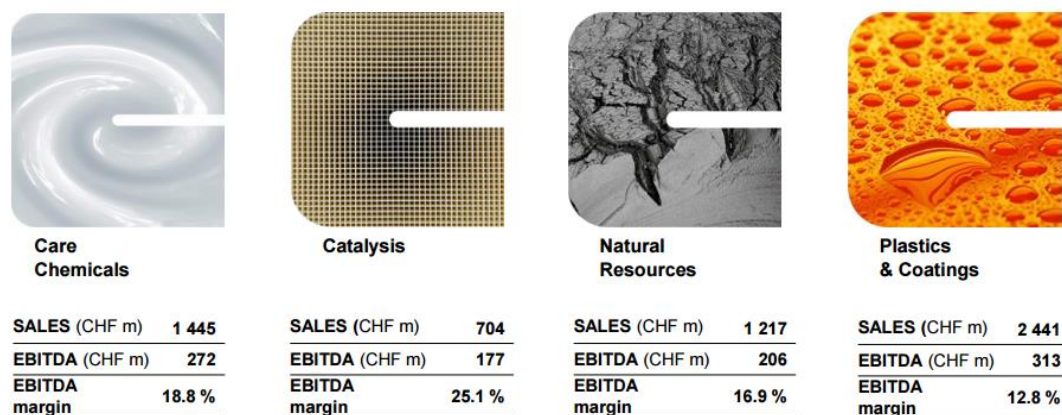 Care
Chemicals
SALES (CHF m) 1 445
EBITDA (CHF m) 272
EBITDA
margin 18.8 %
Catalysis
SALES (CHF m) 704
EBITDA (CHF m) 177
EBITDA
margin 25.1 %
Natural
Resources
SALES (CHF m) 1 217
EBITDA (CHF m) 206
EBITDA
margin 16.9 %
Plastics
& Coatings
SALES (CHF m) 2 441
EBITDA (CHF m) 313
EBITDA
margin 12.8 %